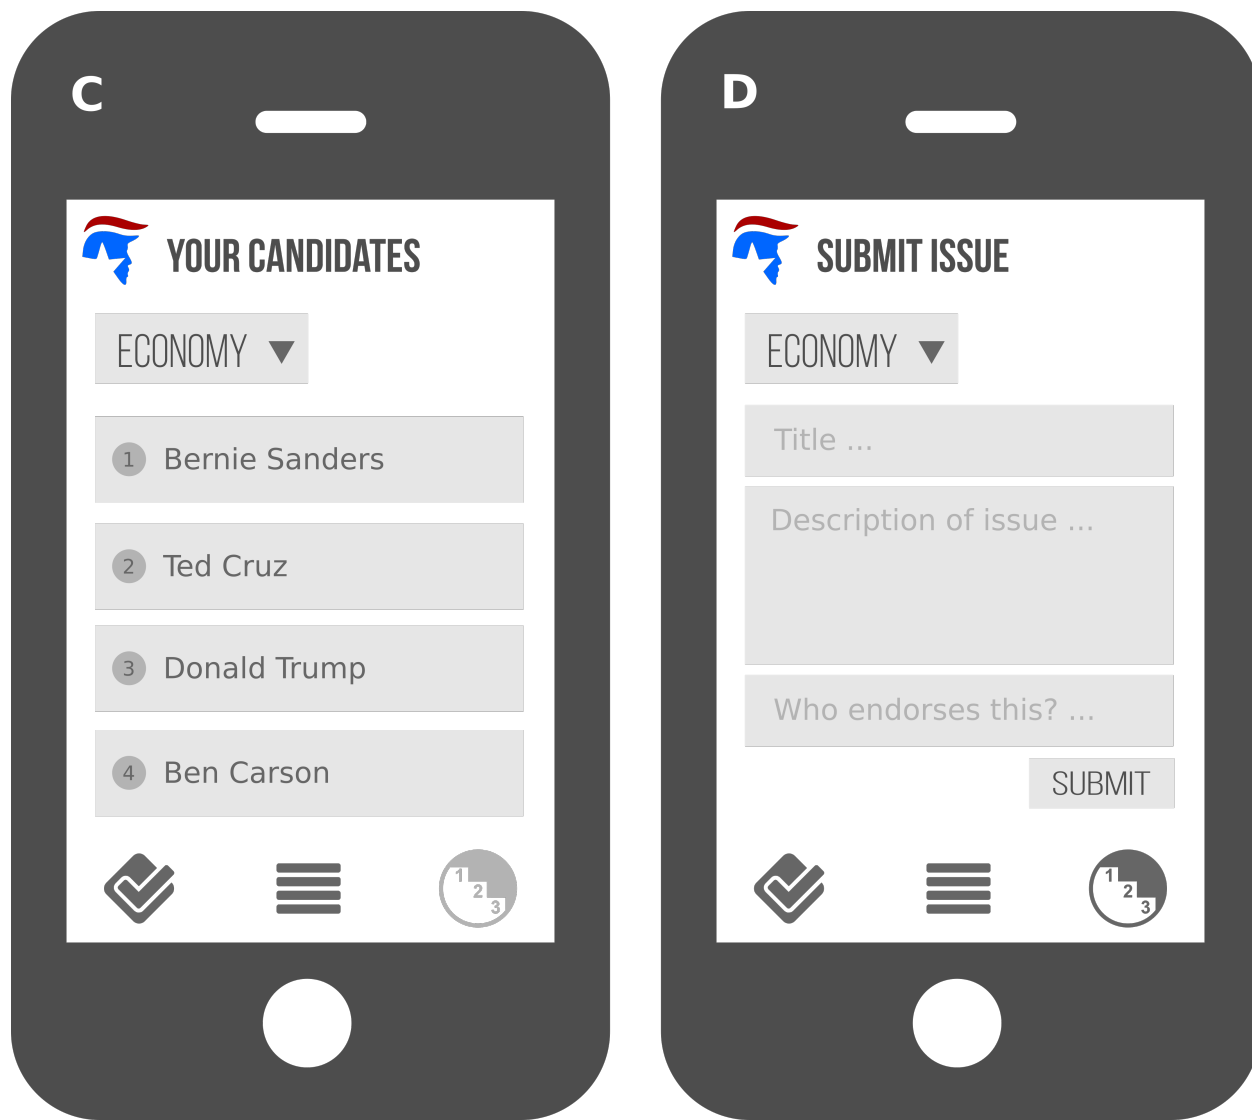 C
YOUR CANDIDATES
ECONOMY
1 Bernie Sanders
2 Ted Cruz
3 Donald Trump
4 Ben Carson
1
2
3
D
SUBMIT ISSUE
ECONOMY
Title ...
Description of issue ...
Who endorses this? ...
SUBMIT
1
2
3